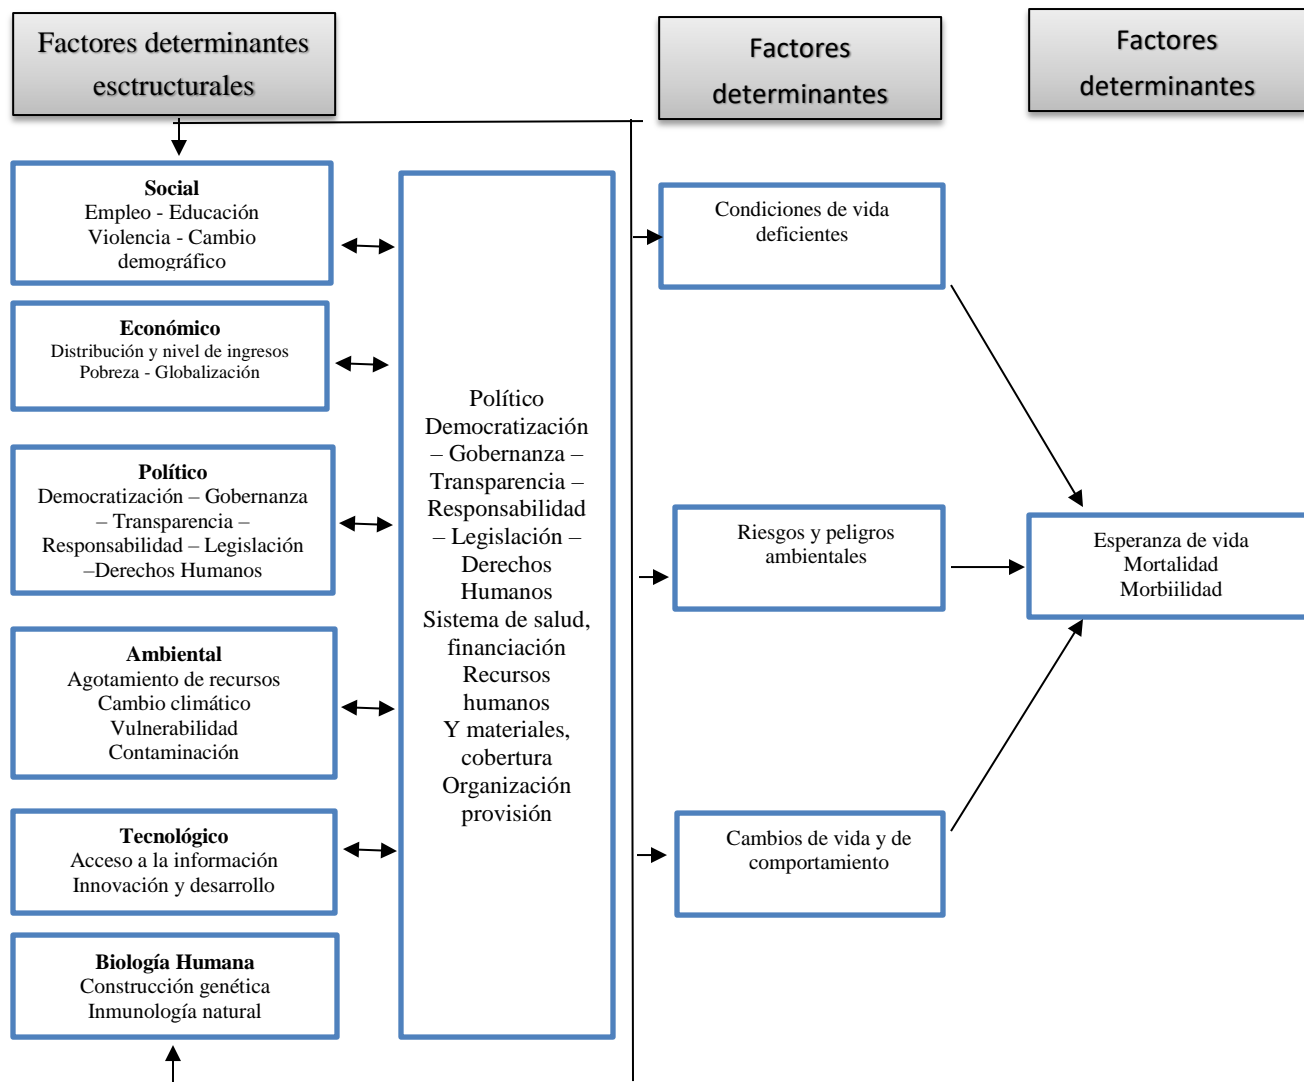 Factores determinantes
esctructurales
Factores
determinantes
Factores
determinantes
Social
Empleo - Educación
Violencia - Cambio
demográfico
Económico
Distribución y nivel de ingresos
Pobreza - Globalización
Político
Democratización – Gobernanza
– Transparencia –
Responsabilidad – Legislación
–Derechos Humanos
Ambiental
Agotamiento de recursos
Cambio climático
Vulnerabilidad
Contaminación
Tecnológico
Acceso a la información
Innovación y desarrollo
Biología Humana
Construcción genética
Inmunología natural
Político
Democratización
– Gobernanza –
Transparencia –
Responsabilidad
– Legislación –
Derechos
Humanos
Sistema de salud,
financiación
Recursos
humanos
Y materiales,
cobertura
Organización
provisión
Condiciones de vida
deficientes
Riesgos y peligros
ambientales
Cambios de vida y de
comportamiento
Esperanza de vida
Mortalidad
Morbiilidad